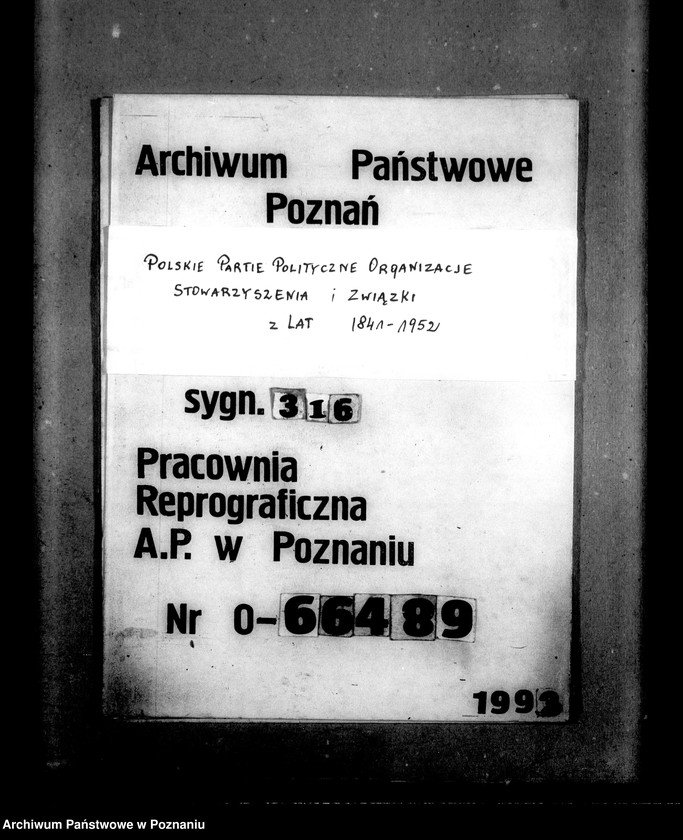 Archiwum Państwowe
Poznań
POLSKIE PARTIE POLITYCZNE ORGANIZACJE
STOWARZYSZENIA i ZWIĄZKI
z LAT 1841-1952
sygn. 316
Pracownia
Reprograficzna
A.P. w Poznaniu
Nr 0-66489
1993
Archiwum Państwowe w Poznaniu